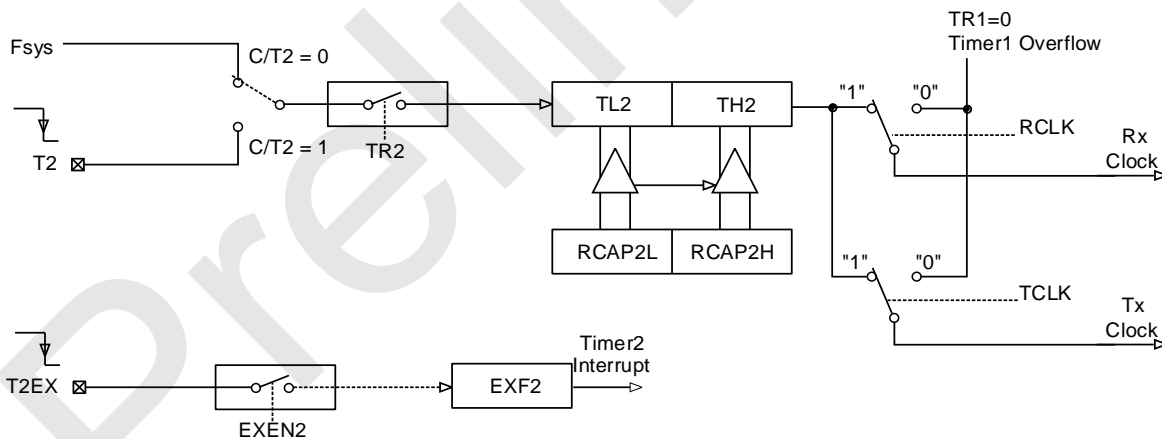 TR1=0
Timer1 Overflow
Fsys
C/T2 = 0
TL2
TH2
"1"
"0"
RCLK
Rx
Clock
T2
C/T2 = 1
TR2
RCAP2L
RCAP2H
"1"
"0"
TCLK
Tx
Clock
Timer2
Interrupt
T2EX
EXF2
EXEN2
Prelim